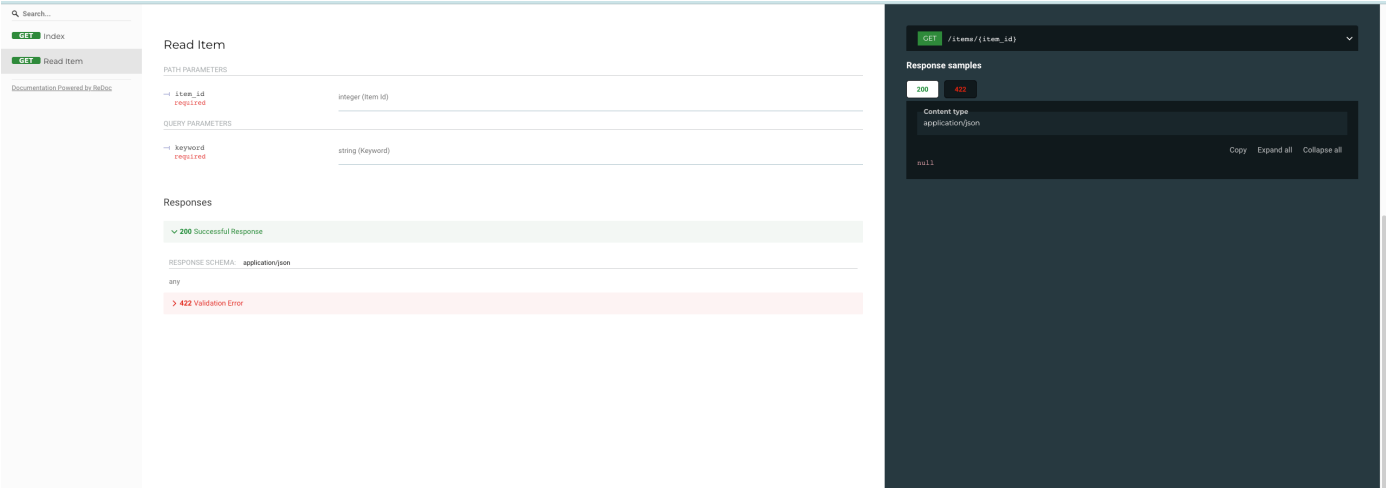 Search...
GET Index
GET Read Item
Documentation Powered by ReDoc
Read Item
PATH PARAMETERS
item_id
required
integer (Item Id)
QUERY PARAMETERS
keyword
required
string (Keyword)
Responses
200 Successful Response
RESPONSE SCHEMA: application/json
any
422 Validation Error
GET /items/{item_id}
Response samples
200 422
Content type
application/json
Copy Expand all Collapse all
null